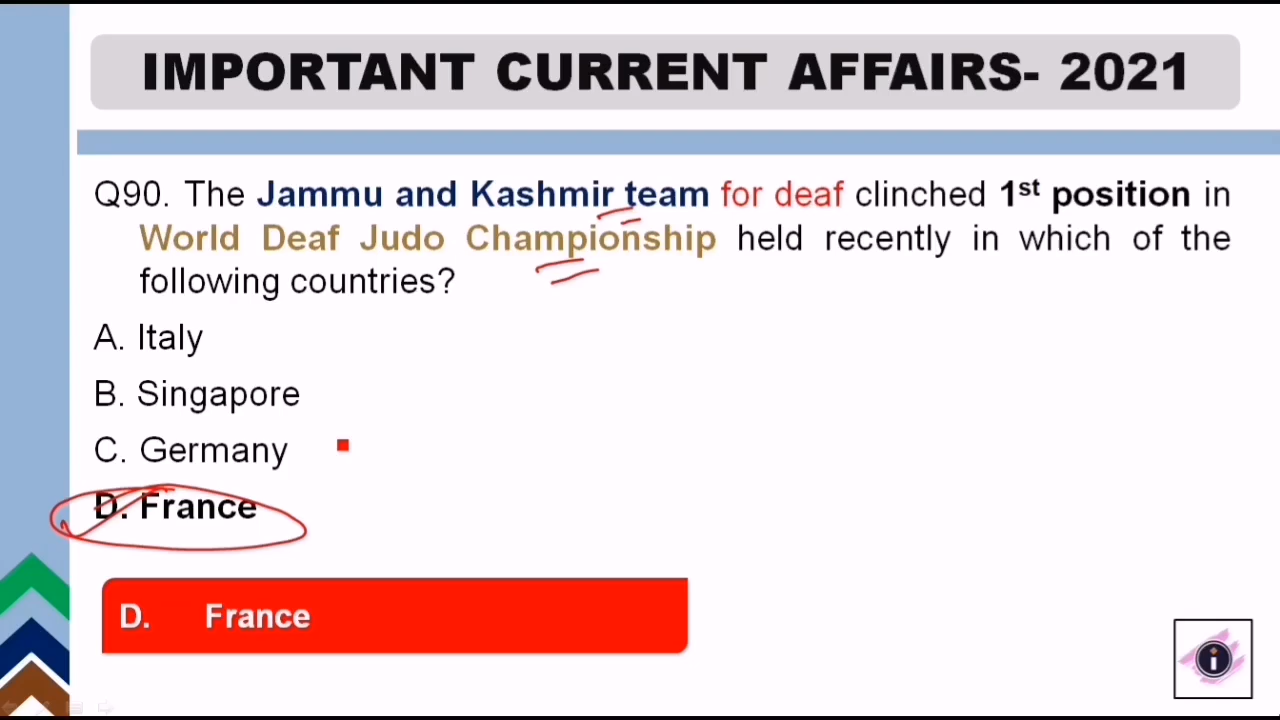 IMPORTANT CURRENT AFFAIRS- 2021
Q90. The Jammu and Kashmir team for deaf clinched 1st position in
World Deaf Judo Championship held recently in which of the
following countries?
A. Italy
B. Singapore
C. Germany
D. France
D. France
i